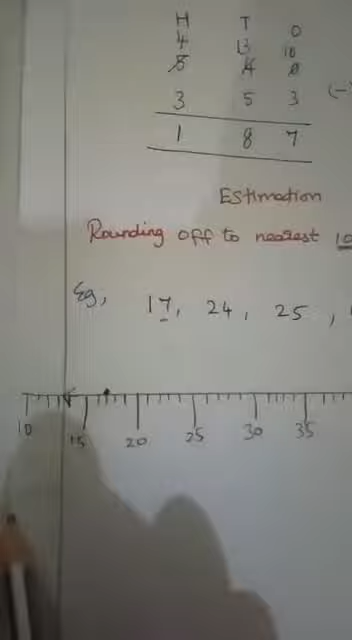 H T O
4 13 10
5 4 0
3 5 3 (-)
1 8 7
Estimation
Rounding off to nearest 10
Eg, 17, 24, 25,
10 15 20 25 30 35